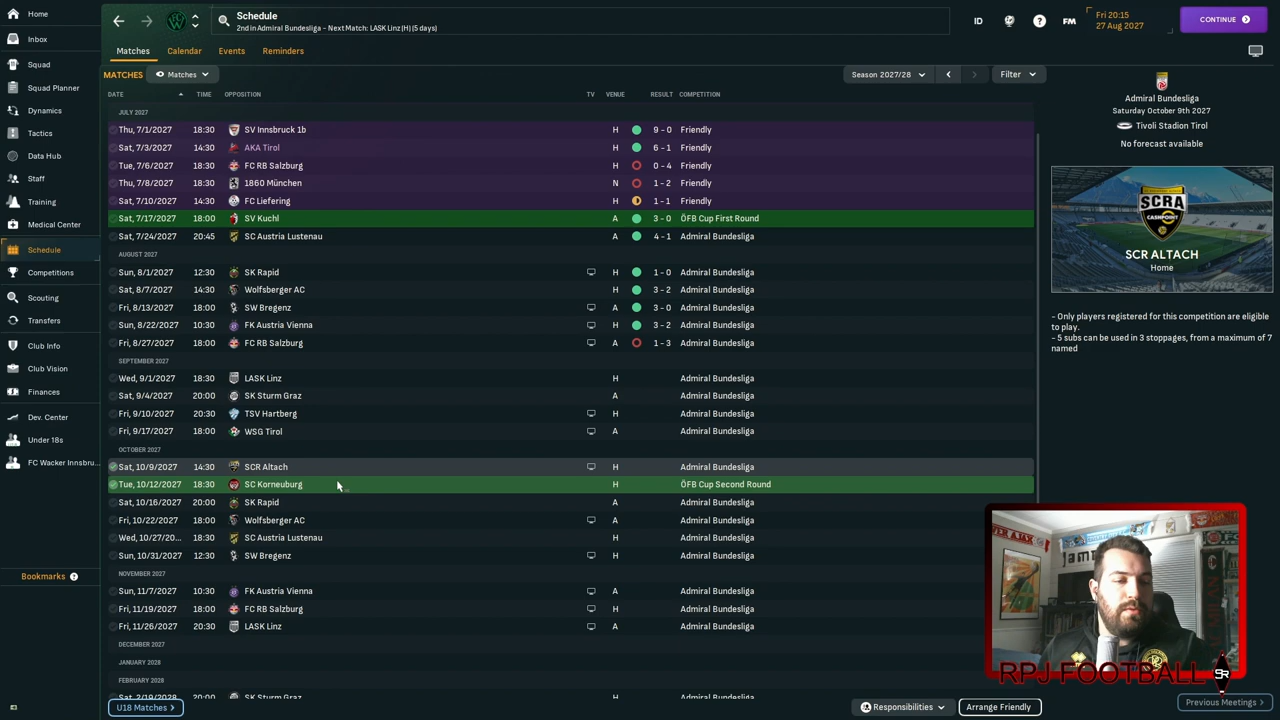 Home
Inbox
Squad
Squad Planner
Dynamics
Tactics
Data Hub
Staff
Training
Medical Center
Schedule
Competitions
Scouting
Transfers
Club Info
Club Vision
Finances
Dev. Center
Under 18s
FC Wacker Innsbru...
Bookmarks ?
Schedule
2nd in Admiral Bundesliga - Next Match: LASK Linz (H) (5 days)
ID
?
FM
Fri 20:15
27 Aug 2027
CONTINUE
Matches Calendar Events Reminders
MATCHES Matches
Season 2027/28
Filter
DATE TIME OPPOSITION TV VENUE RESULT COMPETITION
JULY 2027
Thu, 7/1/2027 18:30 SV Innsbruck 1b H 9 - 0 Friendly
Sat, 7/3/2027 14:30 AKA Tirol H 6 - 1 Friendly
Tue, 7/6/2027 18:30 FC RB Salzburg H 0 - 4 Friendly
Thu, 7/8/2027 18:30 1860 München N 1 - 2 Friendly
Sat, 7/10/2027 14:30 FC Liefering H 1 - 1 Friendly
Sat, 7/17/2027 18:00 SV Kuchl A 3 - 0 ÖFB Cup First Round
Sat, 7/24/2027 20:45 SC Austria Lustenau A 4 - 1 Admiral Bundesliga
AUGUST 2027
Sun, 8/1/2027 12:30 SK Rapid H 1 - 0 Admiral Bundesliga
Sat, 8/7/2027 14:30 Wolfsberger AC H 3 - 2 Admiral Bundesliga
Fri, 8/13/2027 18:00 SW Bregenz A 3 - 0 Admiral Bundesliga
Sun, 8/22/2027 10:30 FK Austria Vienna H 3 - 2 Admiral Bundesliga
Fri, 8/27/2027 18:00 FC RB Salzburg A 1 - 3 Admiral Bundesliga
SEPTEMBER 2027
Wed, 9/1/2027 18:30 LASK Linz H Admiral Bundesliga
Sat, 9/4/2027 20:00 SK Sturm Graz A Admiral Bundesliga
Fri, 9/10/2027 20:30 TSV Hartberg H Admiral Bundesliga
Fri, 9/17/2027 18:00 WSG Tirol A Admiral Bundesliga
OCTOBER 2027
Sat, 10/9/2027 14:30 SCR Altach H Admiral Bundesliga
Tue, 10/12/2027 18:30 SC Korneuburg H ÖFB Cup Second Round
Sat, 10/16/2027 20:00 SK Rapid A Admiral Bundesliga
Fri, 10/22/2027 18:00 Wolfsberger AC A Admiral Bundesliga
Wed, 10/27/20... 18:30 SC Austria Lustenau H Admiral Bundesliga
Sun, 10/31/2027 12:30 SW Bregenz H Admiral Bundesliga
NOVEMBER 2027
Sun, 11/7/2027 10:30 FK Austria Vienna A Admiral Bundesliga
Fri, 11/19/2027 18:00 FC RB Salzburg H Admiral Bundesliga
Fri, 11/26/2027 20:30 LASK Linz A Admiral Bundesliga
DECEMBER 2027
JANUARY 2028
FEBRUARY 2028
Sat, 2/19/2028 20:00 SK Sturm Graz H Admiral Bundesliga
U18 Matches
Responsibilities
Arrange Friendly
Previous Meetings
Admiral Bundesliga
Saturday October 9th 2027
Tivoli Stadion Tirol
No forecast available
SCRA
CASHPOINT
SCR ALTACH
Home
- Only players registered for this competition are eligible
to play.
- 5 subs can be used in 3 stoppages, from a maximum of 7
named
RPJ FOOTBALL